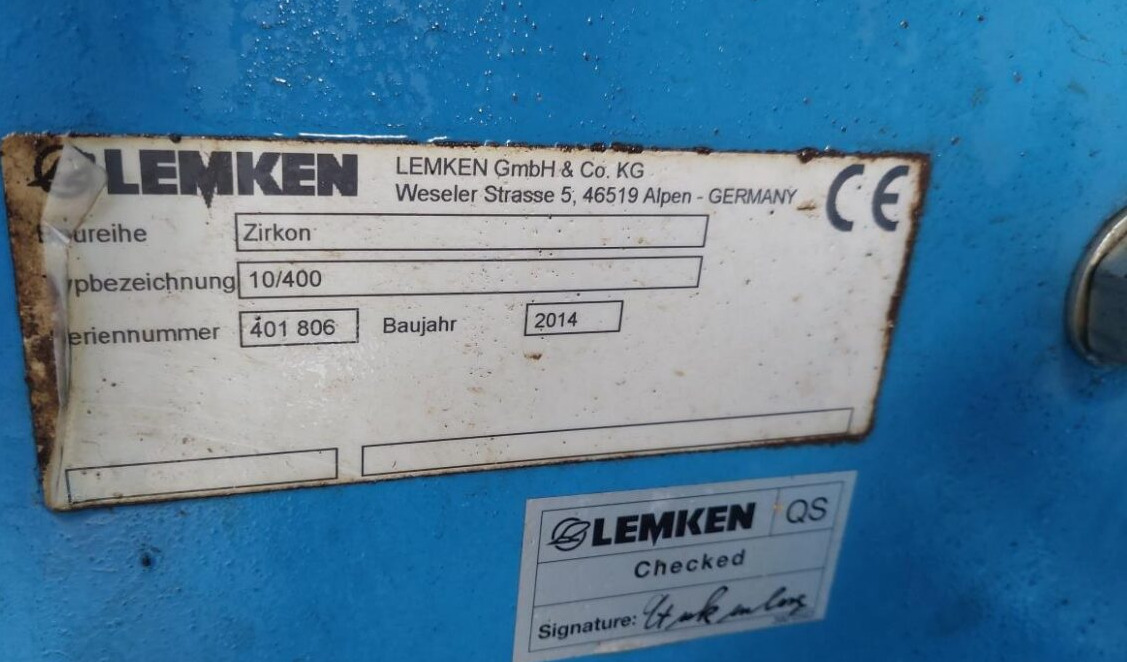 LEMKEN
LEMKEN GmbH & Co. KG
Weseler Strasse 5, 46519 Alpen - GERMANY
CE
ureihe Zirkon
ypbezeichnung 10/400
eriennummer 401 806 Baujahr 2014
LEMKEN QS
Checked
Signature: